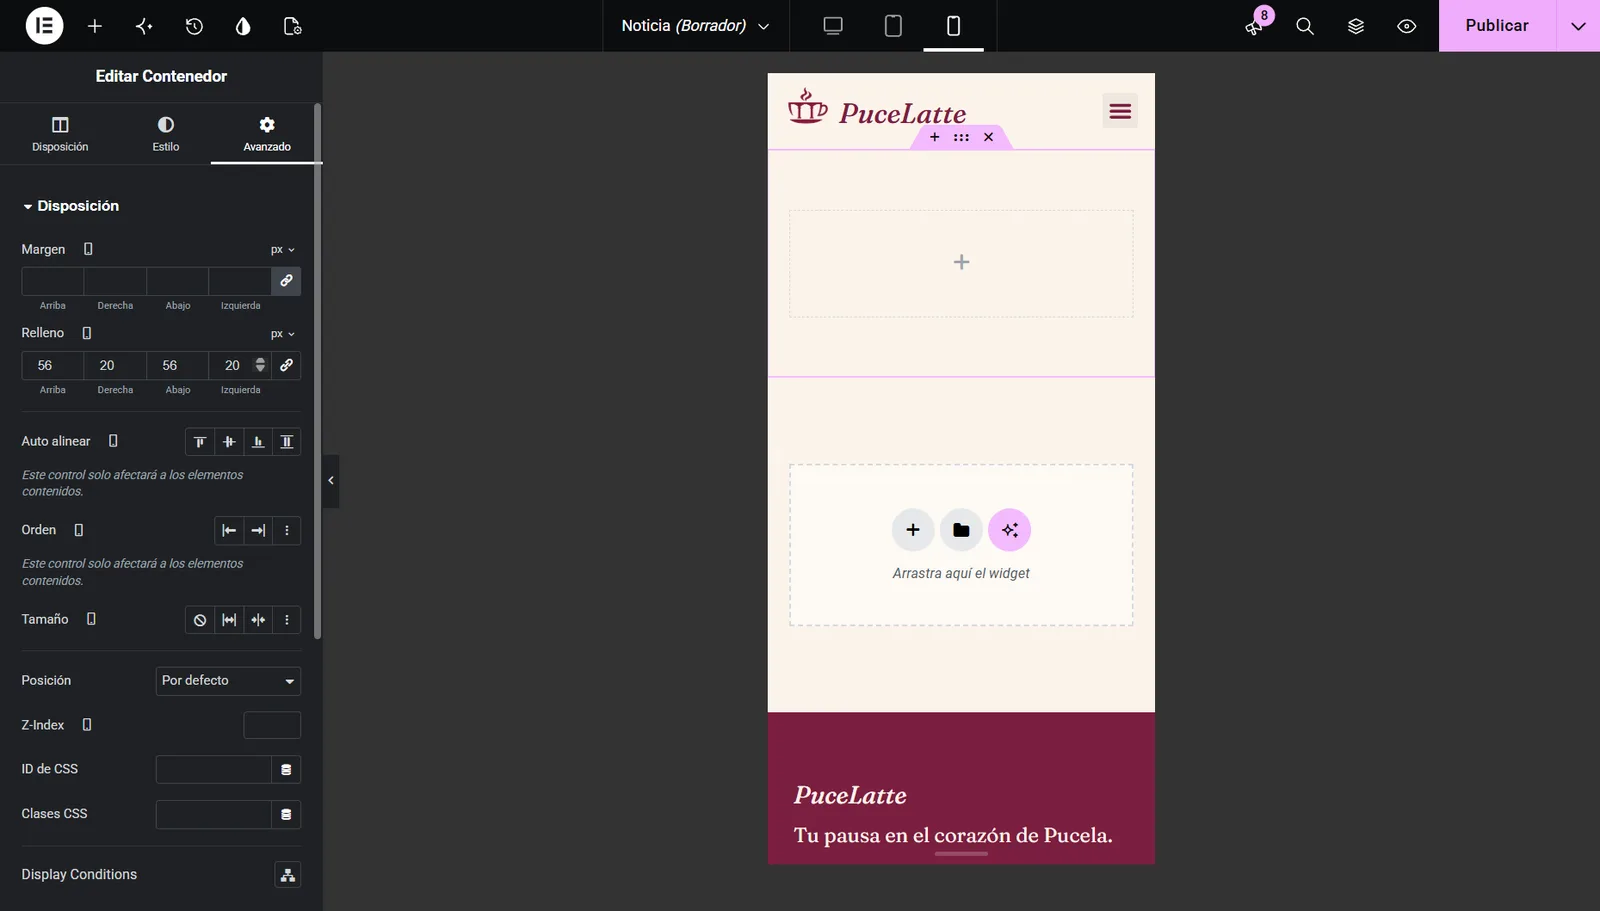 Noticia (Borrador)
8
Publicar
Editar Contenedor
Disposición
Estilo
Avanzado
Disposición
Margen
px
Arriba
Derecha
Abajo
Izquierda
Relleno
px
56
20
56
20
Arriba
Derecha
Abajo
Izquierda
Auto alinear
Este control solo afectará a los elementos
contenidos.
Orden
Este control solo afectará a los elementos
contenidos.
Tamaño
Posición
Por defecto
Z-Index
ID de CSS
Clases CSS
Display Conditions
PuceLatte
Arrastra aquí el widget
PuceLatte
Tu pausa en el corazón de Pucela.